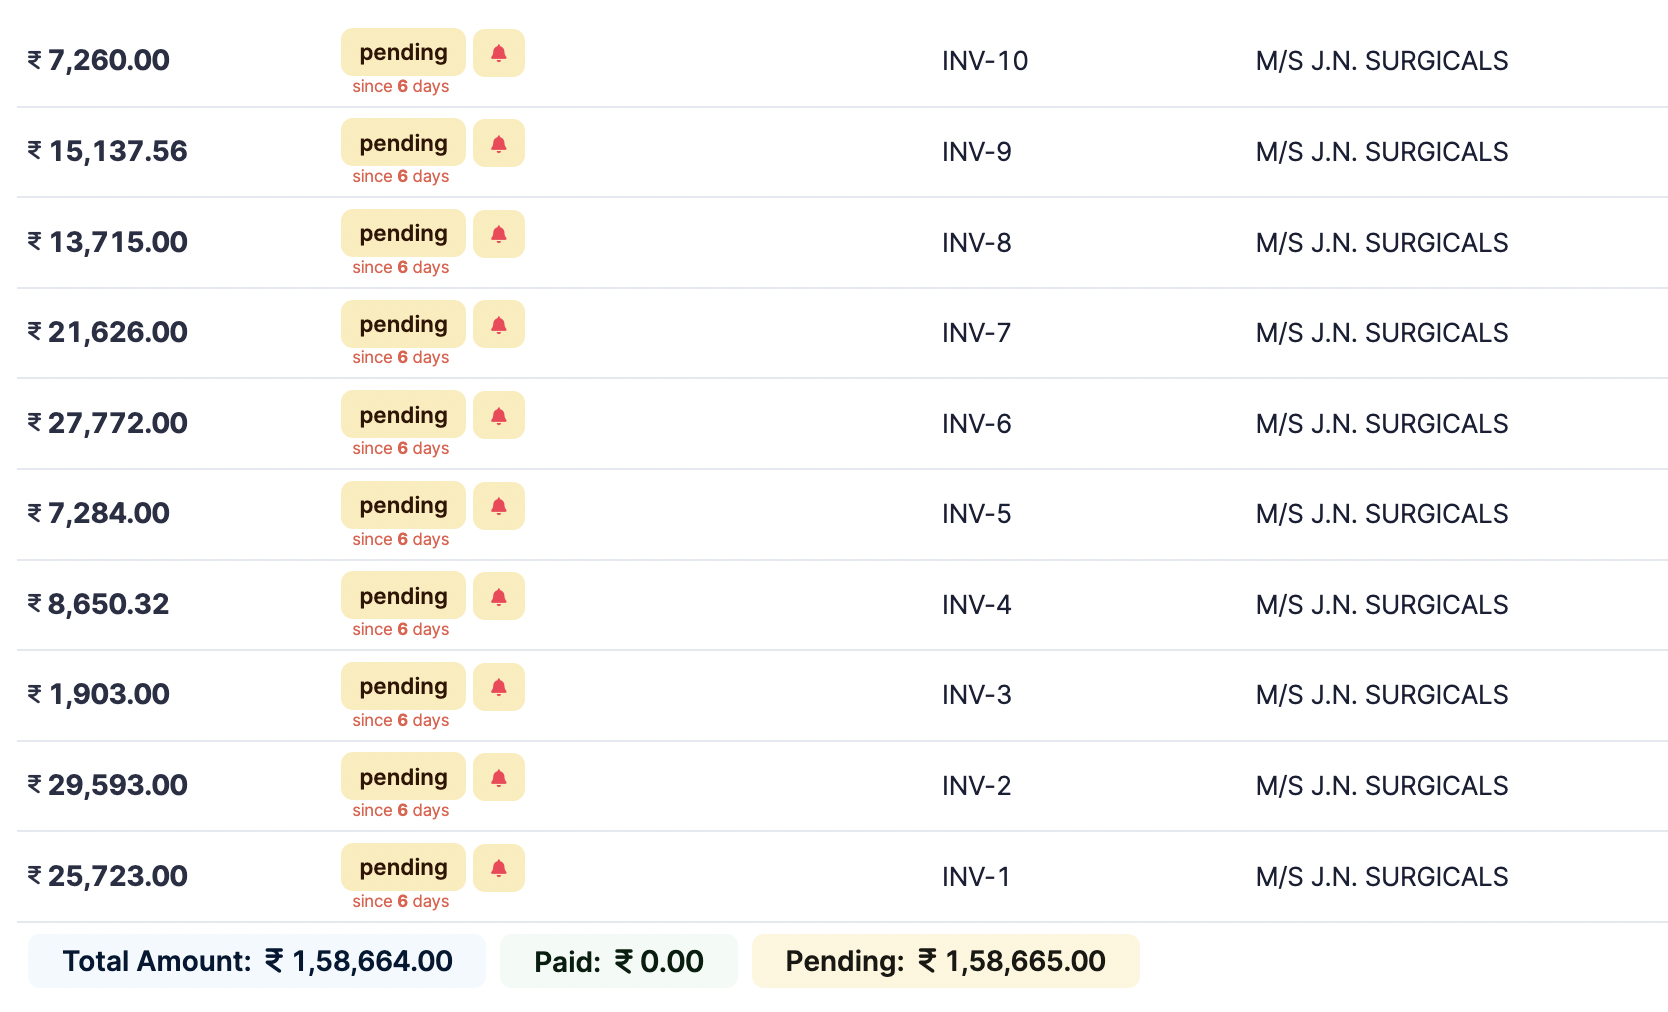 ₹ 7,260.00 pending INV-10 M/S J.N. SURGICALS
since 6 days
₹ 15,137.56 pending INV-9 M/S J.N. SURGICALS
since 6 days
₹ 13,715.00 pending INV-8 M/S J.N. SURGICALS
since 6 days
₹ 21,626.00 pending INV-7 M/S J.N. SURGICALS
since 6 days
₹ 27,772.00 pending INV-6 M/S J.N. SURGICALS
since 6 days
₹ 7,284.00 pending INV-5 M/S J.N. SURGICALS
since 6 days
₹ 8,650.32 pending INV-4 M/S J.N. SURGICALS
since 6 days
₹ 1,903.00 pending INV-3 M/S J.N. SURGICALS
since 6 days
₹ 29,593.00 pending INV-2 M/S J.N. SURGICALS
since 6 days
₹ 25,723.00 pending INV-1 M/S J.N. SURGICALS
since 6 days
Total Amount: ₹ 1,58,664.00 Paid: ₹ 0.00 Pending: ₹ 1,58,665.00